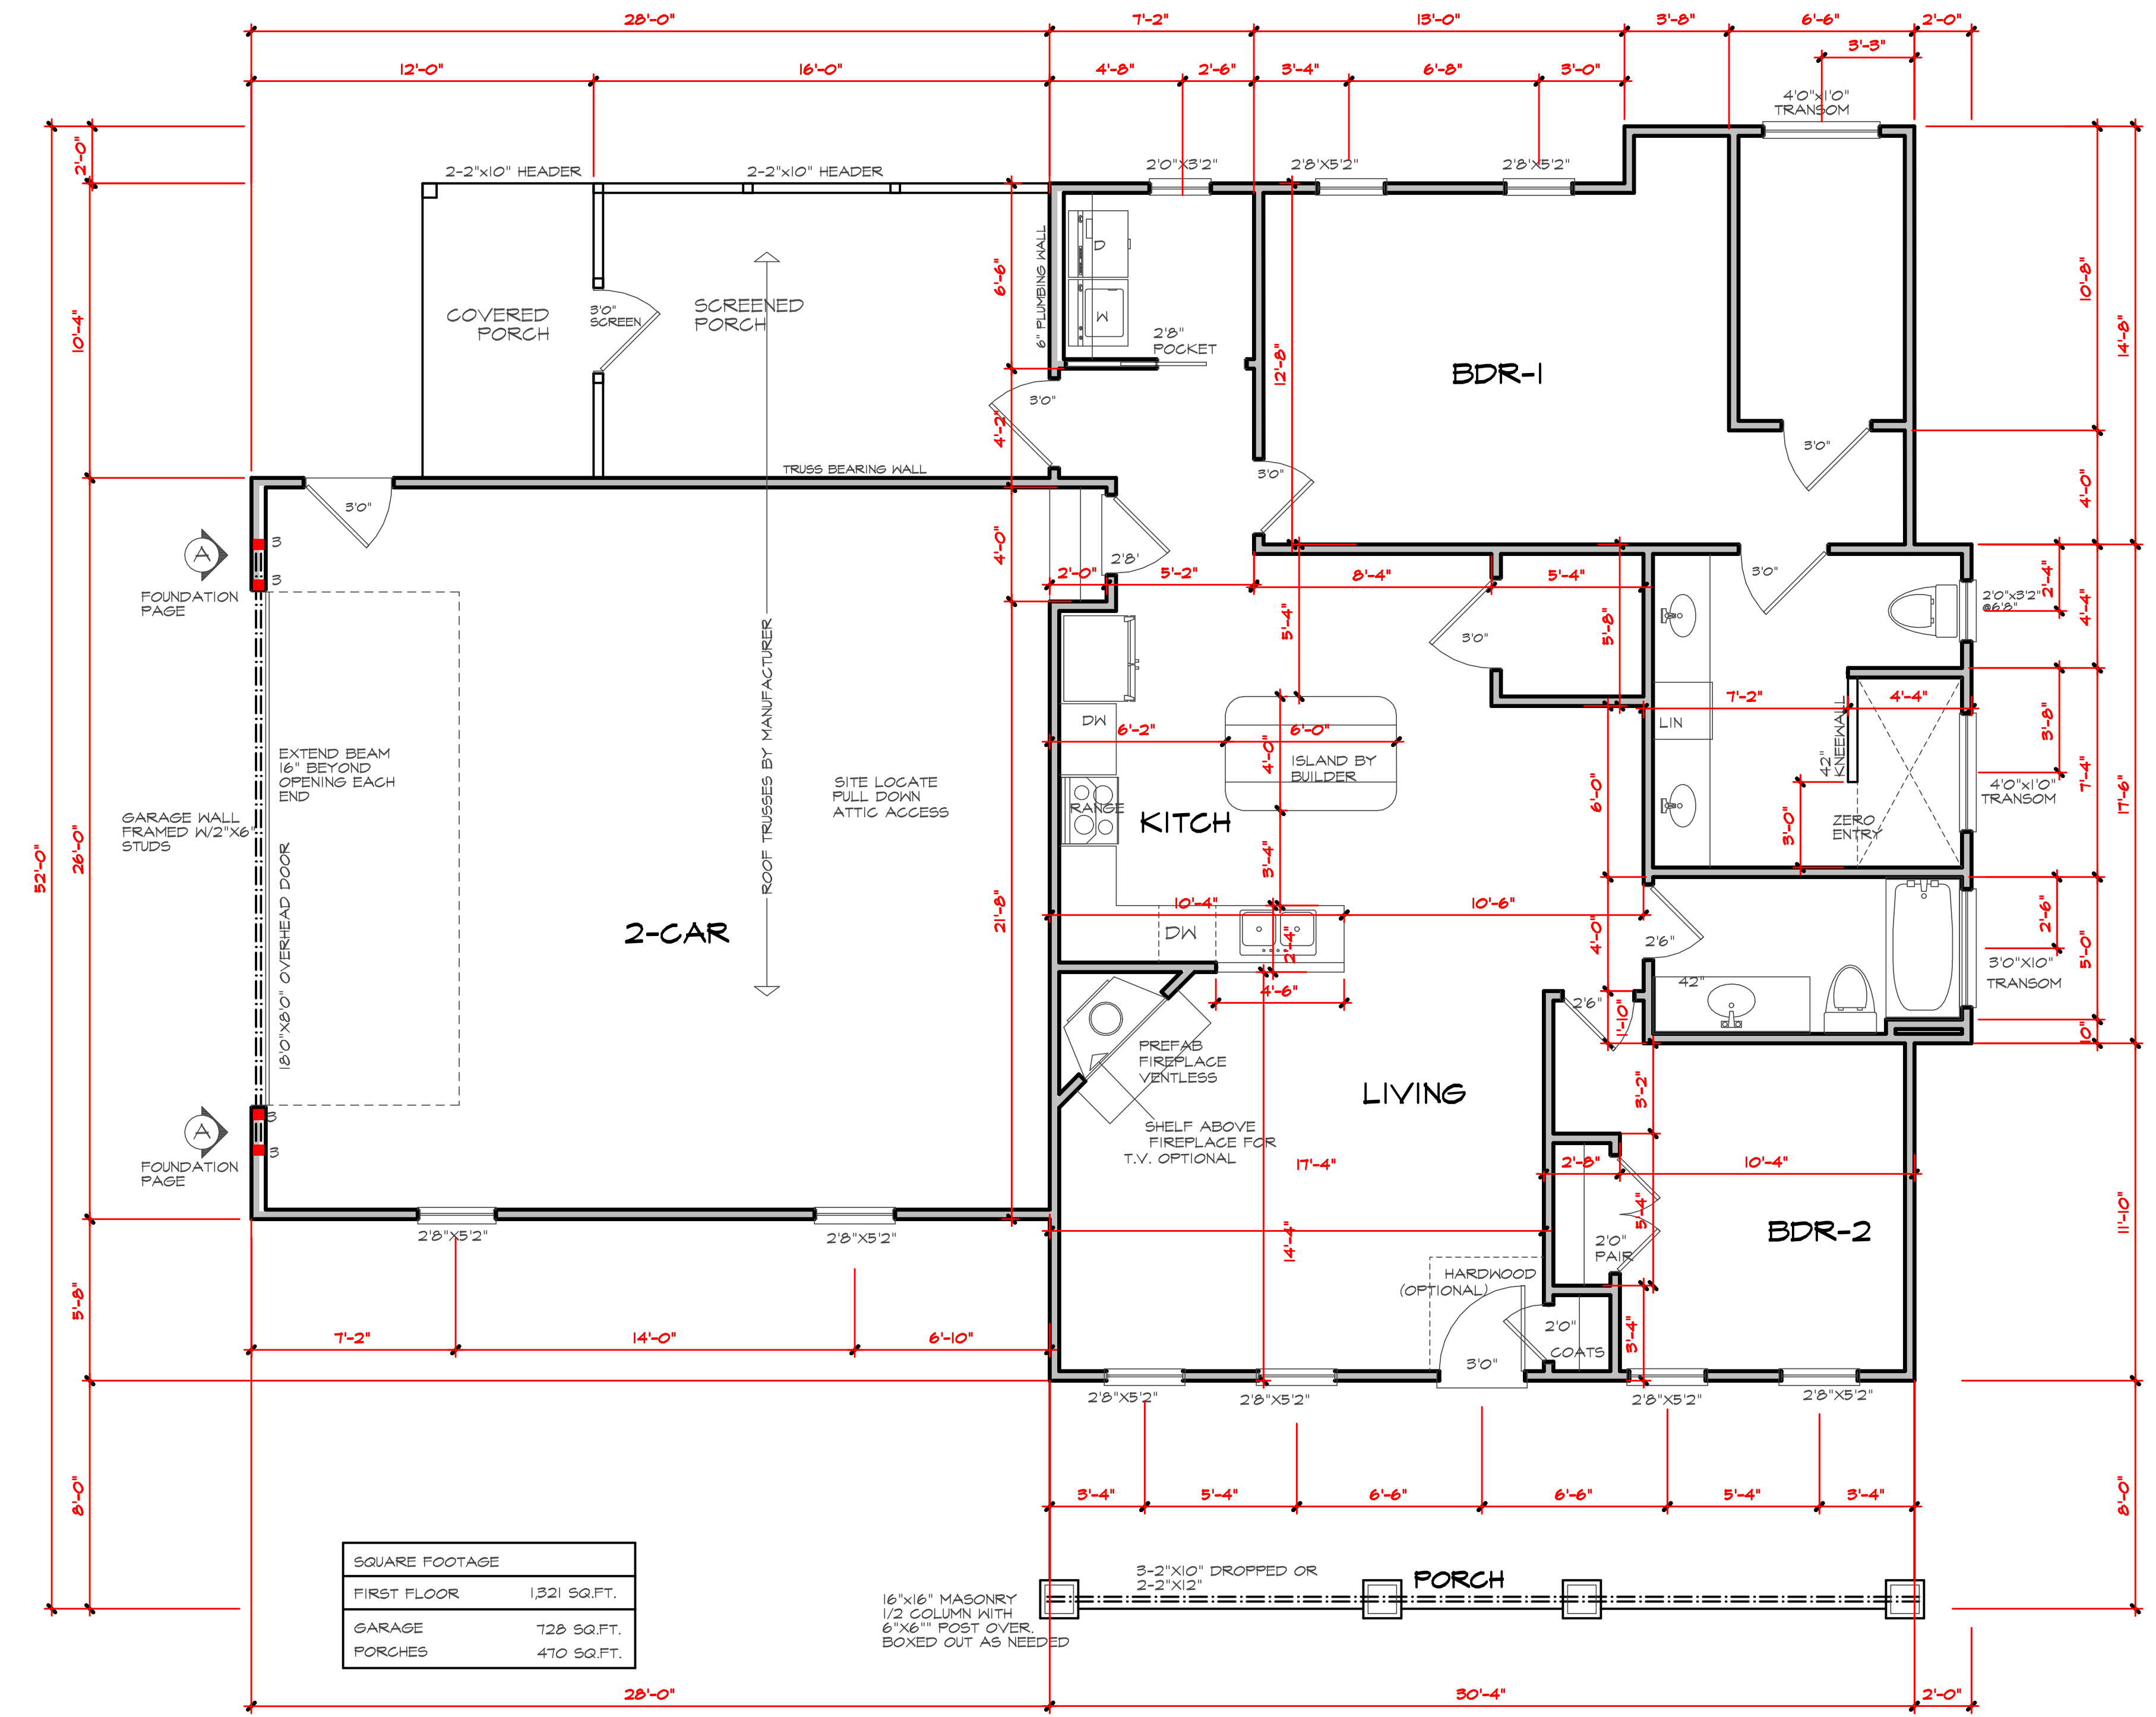 28'-0"
7'-2"
13'-0"
3'-8"
6'-6"
2'-0"
3'-3"
12'-0"
16'-0"
4'-8"
2'-6"
3'-4"
6'-8"
3'-0"
4'0"x1'0"
TRANSOM
2'-0"
2-2"x10" HEADER
2-2"x10" HEADER
2'0"X3'2"
2'8'X5'2"
2'8'X5'2"
10'-4"
COVERED
PORCH
3'0"
SCREEN
SCREENED
PORCH
6'-6"
6" PLUMBING WALL
D
W
2'8"
POCKET
12'-8"
BDR-1
10'-8"
14'-8"
3'0"
4'-2"
3'0"
3'0"
TRUSS BEARING WALL
3'0"
4'-0"
4'-0"
A
3
3
FOUNDATION
PAGE
2'8'
2'-0"
5'-2"
8'-4"
5'-4"
3'0"
2'-4"
4'-4"
2'0"x3'2"
@6'8"
5'-4"
3'0"
5'-8"
ROOF TRUSSES BY MANUFACTURER
DW
6'-2"
6'-0"
4'-0"
ISLAND BY
BUILDER
LIN
7'-2"
4'-4"
42"
KNEEWALL
3'-8"
7'-4"
17'-6"
4'0"x1'0"
TRANSOM
EXTEND BEAM
16" BEYOND
OPENING EACH
END
SITE LOCATE
PULL DOWN
ATTIC ACCESS
GARAGE WALL
FRAMED W/2"X6"
STUDS
RANGE
KITCH
6'-0"
3'-0"
ZERO
ENTRY
52'-0"
26'-0"
18'0"X8'0" OVERHEAD DOOR
2-CAR
21'-8"
3'-4"
10'-4"
10'-6"
DW
2'-4"
4'-6"
4'-0"
2'6"
2'-6"
5'-0"
3'0"X10"
TRANSOM
42"
2'6"
1'-10"
10"
PREFAB
FIREPLACE
VENTLESS
LIVING
3'-2"
A
3
3
FOUNDATION
PAGE
SHELF ABOVE
FIREPLACE FOR
T.V. OPTIONAL
17'-4"
2'-8"
10'-4"
5'-4"
BDR-2
11'-10"
2'8"X5'2"
2'8"X5'2"
14'-4"
2'0"
PAIR
HARDWOOD
(OPTIONAL)
5'-8"
7'-2"
14'-0"
6'-10"
2'0"
COATS
3'-4"
3'0"
2'8"X5'2"
2'8"X5'2"
2'8"X5'2"
2'8"X5'2"
8'-0"
3'-4"
5'-4"
6'-6"
6'-6"
5'-4"
3'-4"
8'-0"
SQUARE FOOTAGE
FIRST FLOOR 1,321 SQ.FT.
GARAGE 728 SQ.FT.
PORCHES 470 SQ.FT.
3-2"X10" DROPPED OR
2-2"X12"
PORCH
16"x16" MASONRY
1/2 COLUMN WITH
6"X6"" POST OVER.
BOXED OUT AS NEEDED
28'-0"
30'-4"
2'-0"